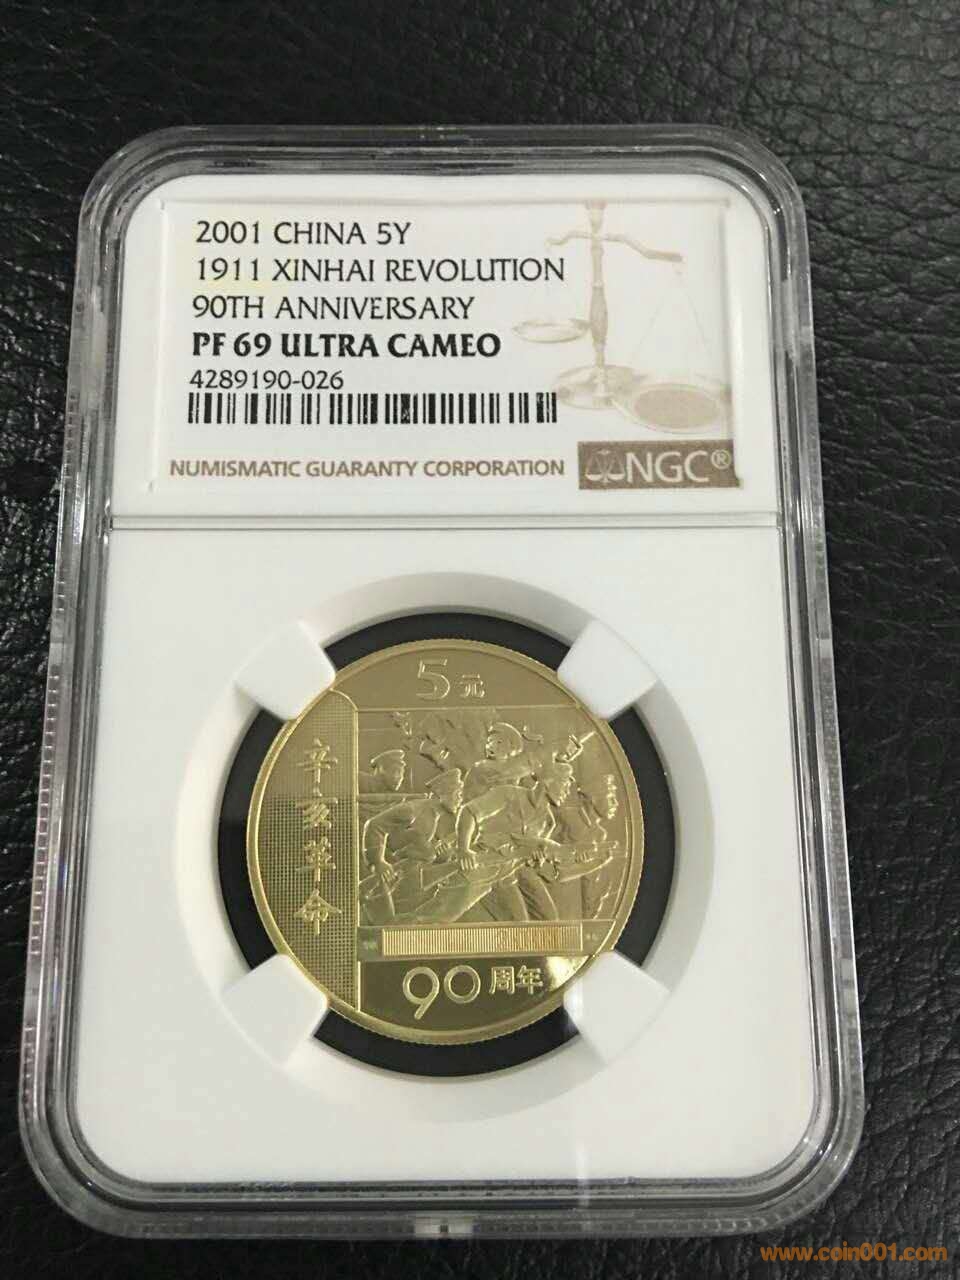 2001 CHINA 5Y
1911 XINHAI REVOLUTION
90TH ANNIVERSARY
PF 69 ULTRA CAMEO
4289190-026
NUMISMATIC GUARANTY CORPORATION
NGC®
5元
辛亥革命
90周年
www.coin001.com